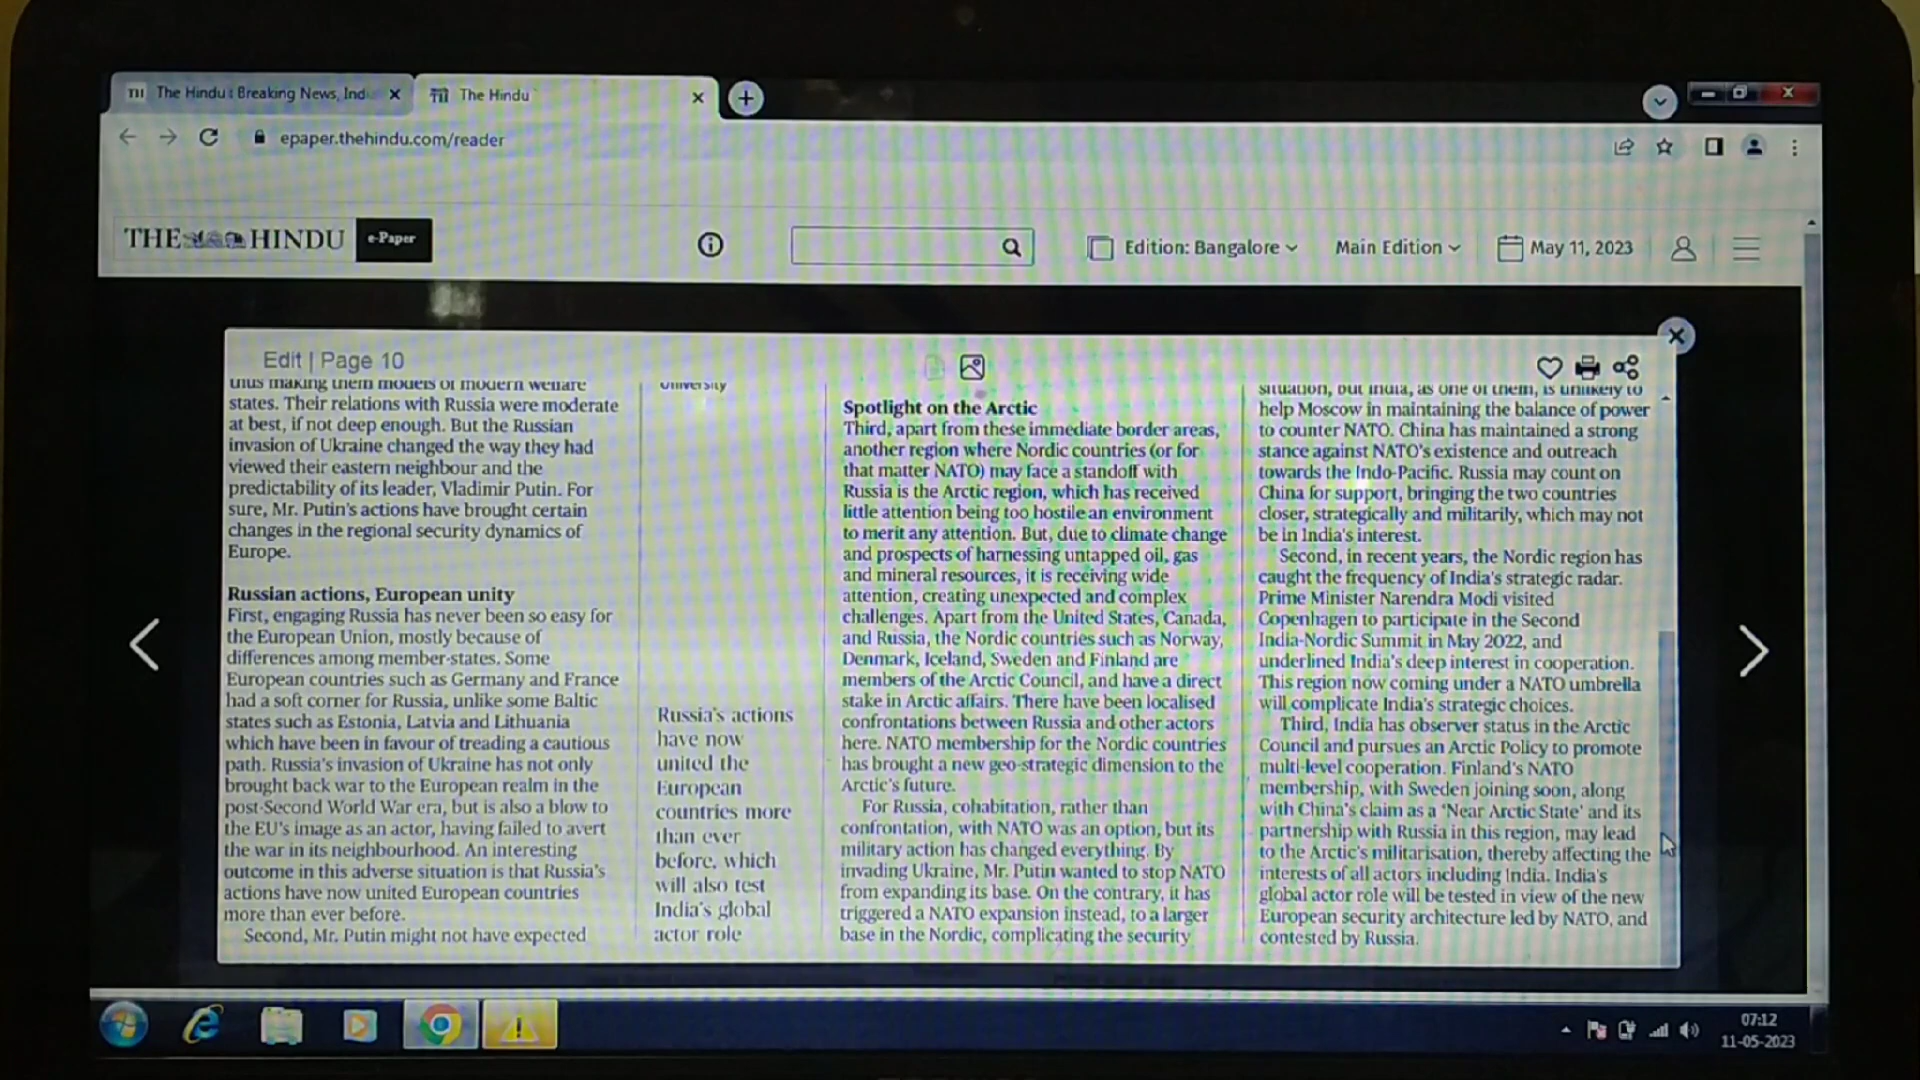 The Hindu : Breaking News, Indi
The Hindu
epaper.thehindu.com/reader
THE HINDU
e-Paper
Edition: Bangalore
Main Edition
May 11, 2023
Edit | Page 10
thus making them models of modern welfare
states. Their relations with Russia were moderate
at best, if not deep enough. But the Russian
invasion of Ukraine changed the way they had
viewed their eastern neighbour and the
predictability of its leader, Vladimir Putin. For
sure, Mr. Putin's actions have brought certain
changes in the regional security dynamics of
Europe.
Russian actions, European unity
First, engaging Russia has never been so easy for
the European Union, mostly because of
differences among member-states. Some
European countries such as Germany and France
had a soft corner for Russia, unlike some Baltic
states such as Estonia, Latvia and Lithuania
which have been in favour of treading a cautious
path. Russia's invasion of Ukraine has not only
brought back war to the European realm in the
post-Second World War era, but is also a blow to
the EU's image as an actor, having failed to avert
the war in its neighbourhood. An interesting
outcome in this adverse situation is that Russia's
actions have now united European countries
more than ever before.
Second, Mr. Putin might not have expected
University
Russia's actions
have now
united the
European
countries more
than ever
before, which
will also test
India's global
actor role
Spotlight on the Arctic
Third, apart from these immediate border areas,
another region where Nordic countries (or for
that matter NATO) may face a standoff with
Russia is the Arctic region, which has received
little attention being too hostile an environment
to merit any attention. But, due to climate change
and prospects of harnessing untapped oil, gas
and mineral resources, it is receiving wide
attention, creating unexpected and complex
challenges. Apart from the United States, Canada,
and Russia, the Nordic countries such as Norway,
Denmark, Iceland, Sweden and Finland are
members of the Arctic Council, and have a direct
stake in Arctic affairs. There have been localised
confrontations between Russia and other actors
here. NATO membership for the Nordic countries
has brought a new geo-strategic dimension to the
Arctic's future.
For Russia, cohabitation, rather than
confrontation, with NATO was an option, but its
military action has changed everything. By
invading Ukraine, Mr. Putin wanted to stop NATO
from expanding its base. On the contrary, it has
triggered a NATO expansion instead, to a larger
base in the Nordic, complicating the security
situation, but India, as one of them, is unlikely to
help Moscow in maintaining the balance of power
to counter NATO. China has maintained a strong
stance against NATO's existence and outreach
towards the Indo-Pacific. Russia may count on
China for support, bringing the two countries
closer, strategically and militarily, which may not
be in India's interest.
Second, in recent years, the Nordic region has
caught the frequency of India's strategic radar.
Prime Minister Narendra Modi visited
Copenhagen to participate in the Second
India-Nordic Summit in May 2022, and
underlined India's deep interest in cooperation.
This region now coming under a NATO umbrella
will complicate India's strategic choices.
Third, India has observer status in the Arctic
Council and pursues an Arctic Policy to promote
multi-level cooperation. Finland's NATO
membership, with Sweden joining soon, along
with China's claim as a 'Near Arctic State' and its
partnership with Russia in this region, may lead
to the Arctic's militarisation, thereby affecting the
interests of all actors including India. India's
global actor role will be tested in view of the new
European security architecture led by NATO, and
contested by Russia.
07:12
11-05-2023